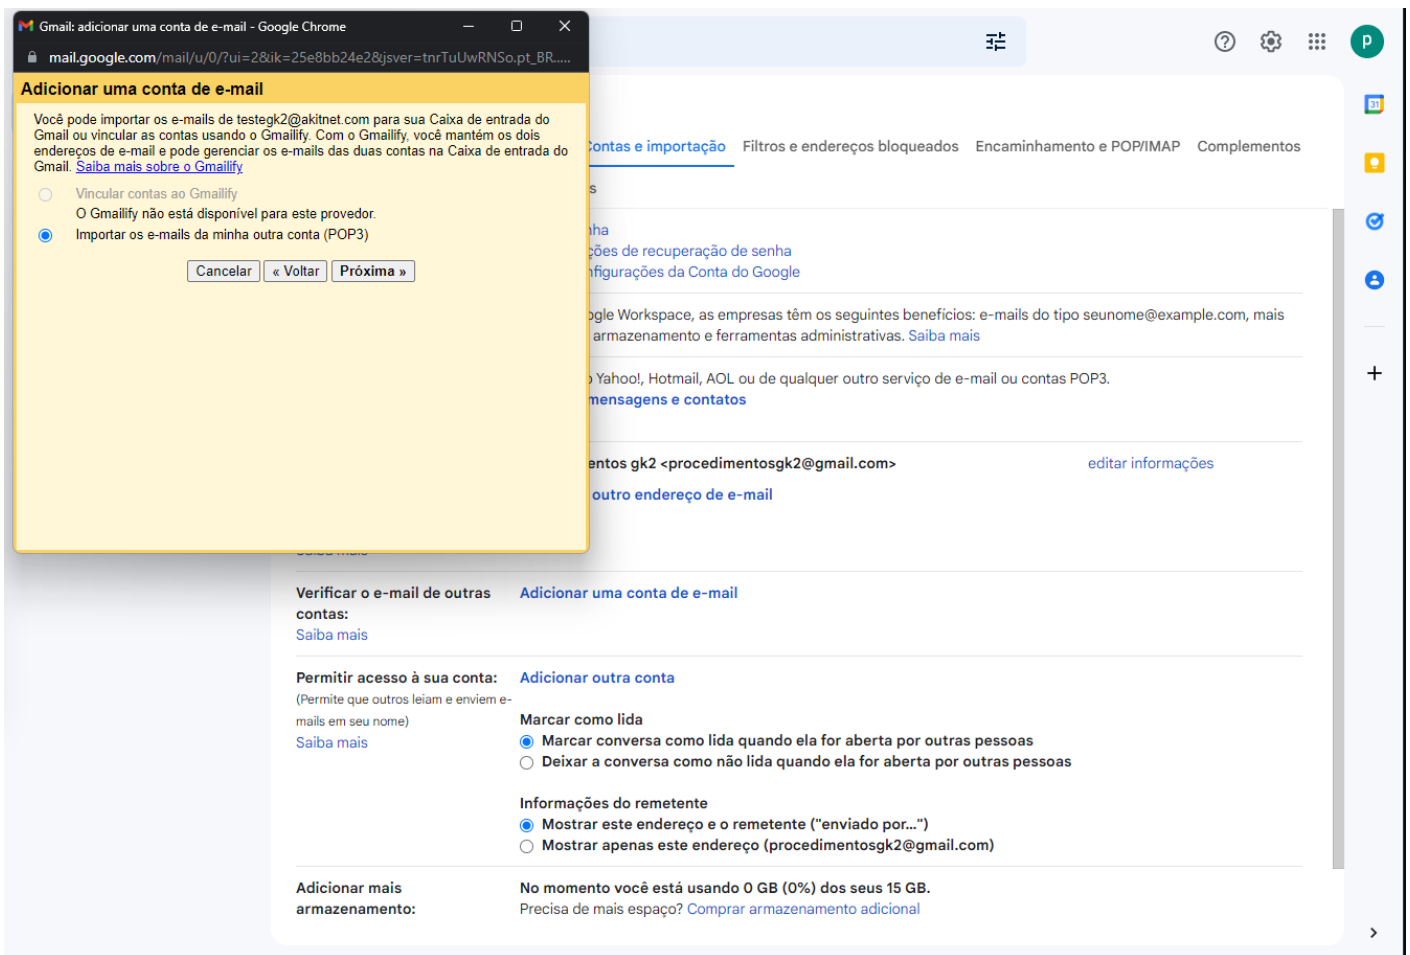 Gmail: adicionar uma conta de e-mail - Google Chrome
mail.google.com/mail/u/0/?ui=2&ik=25e8bb24e2&jsver=tnrTuUwRNSo.pt_BR.....
Adicionar uma conta de e-mail
Você pode importar os e-mails de testegk2@akitnet.com para sua Caixa de entrada do
Gmail ou vincular as contas usando o Gmailify. Com o Gmailify, você mantém os dois
endereços de e-mail e pode gerenciar os e-mails das duas contas na Caixa de entrada do
Gmail. Saiba mais sobre o Gmailify
Vincular contas ao Gmailify
O Gmailify não está disponível para este provedor.
Importar os e-mails da minha outra conta (POP3)
Cancelar « Voltar Próxima »
p
31
Contas e importação Filtros e endereços bloqueados Encaminhamento e POP/IMAP Complementos
s
nha
ções de recuperação de senha
nfigurações da Conta do Google
ogle Workspace, as empresas têm os seguintes benefícios: e-mails do tipo seunome@example.com, mais
armazenamento e ferramentas administrativas. Saiba mais
o Yahoo!, Hotmail, AOL ou de qualquer outro serviço de e-mail ou contas POP3.
mensagens e contatos
entos gk2 <procedimentosgk2@gmail.com> editar informações
outro endereço de e-mail
Saiba mais
Verificar o e-mail de outras contas: Adicionar uma conta de e-mail
Saiba mais
Permitir acesso à sua conta: Adicionar outra conta
(Permite que outros leiam e enviem e-
mails em seu nome)
Saiba mais
Marcar como lida
Marcar conversa como lida quando ela for aberta por outras pessoas
Deixar a conversa como não lida quando ela for aberta por outras pessoas
Informações do remetente
Mostrar este endereço e o remetente ("enviado por...")
Mostrar apenas este endereço (procedimentosgk2@gmail.com)
Adicionar mais armazenamento:
No momento você está usando 0 GB (0%) dos seus 15 GB.
Precisa de mais espaço? Comprar armazenamento adicional